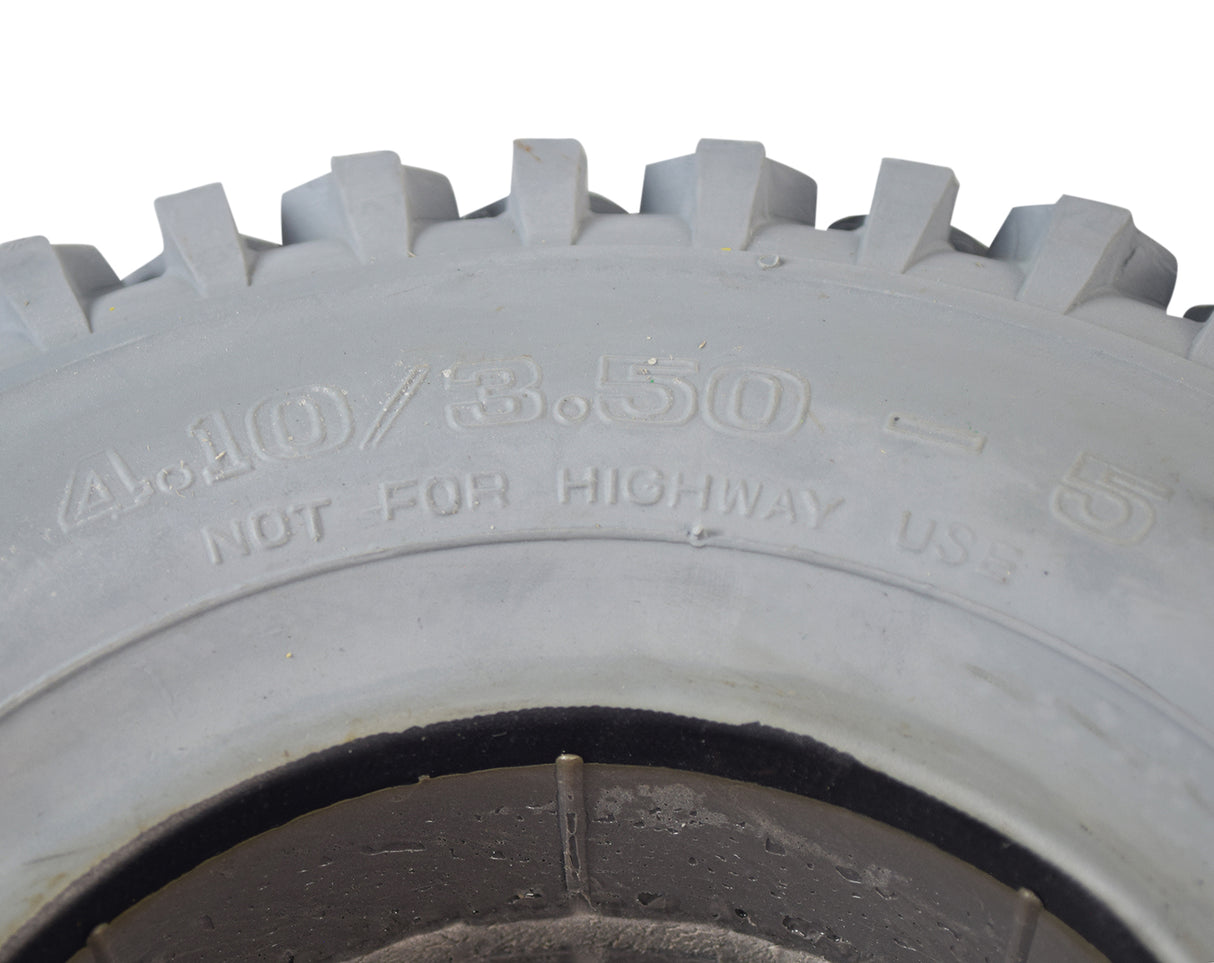 4.10/3.50 - 5
NOT FOR HIGHWAY USE